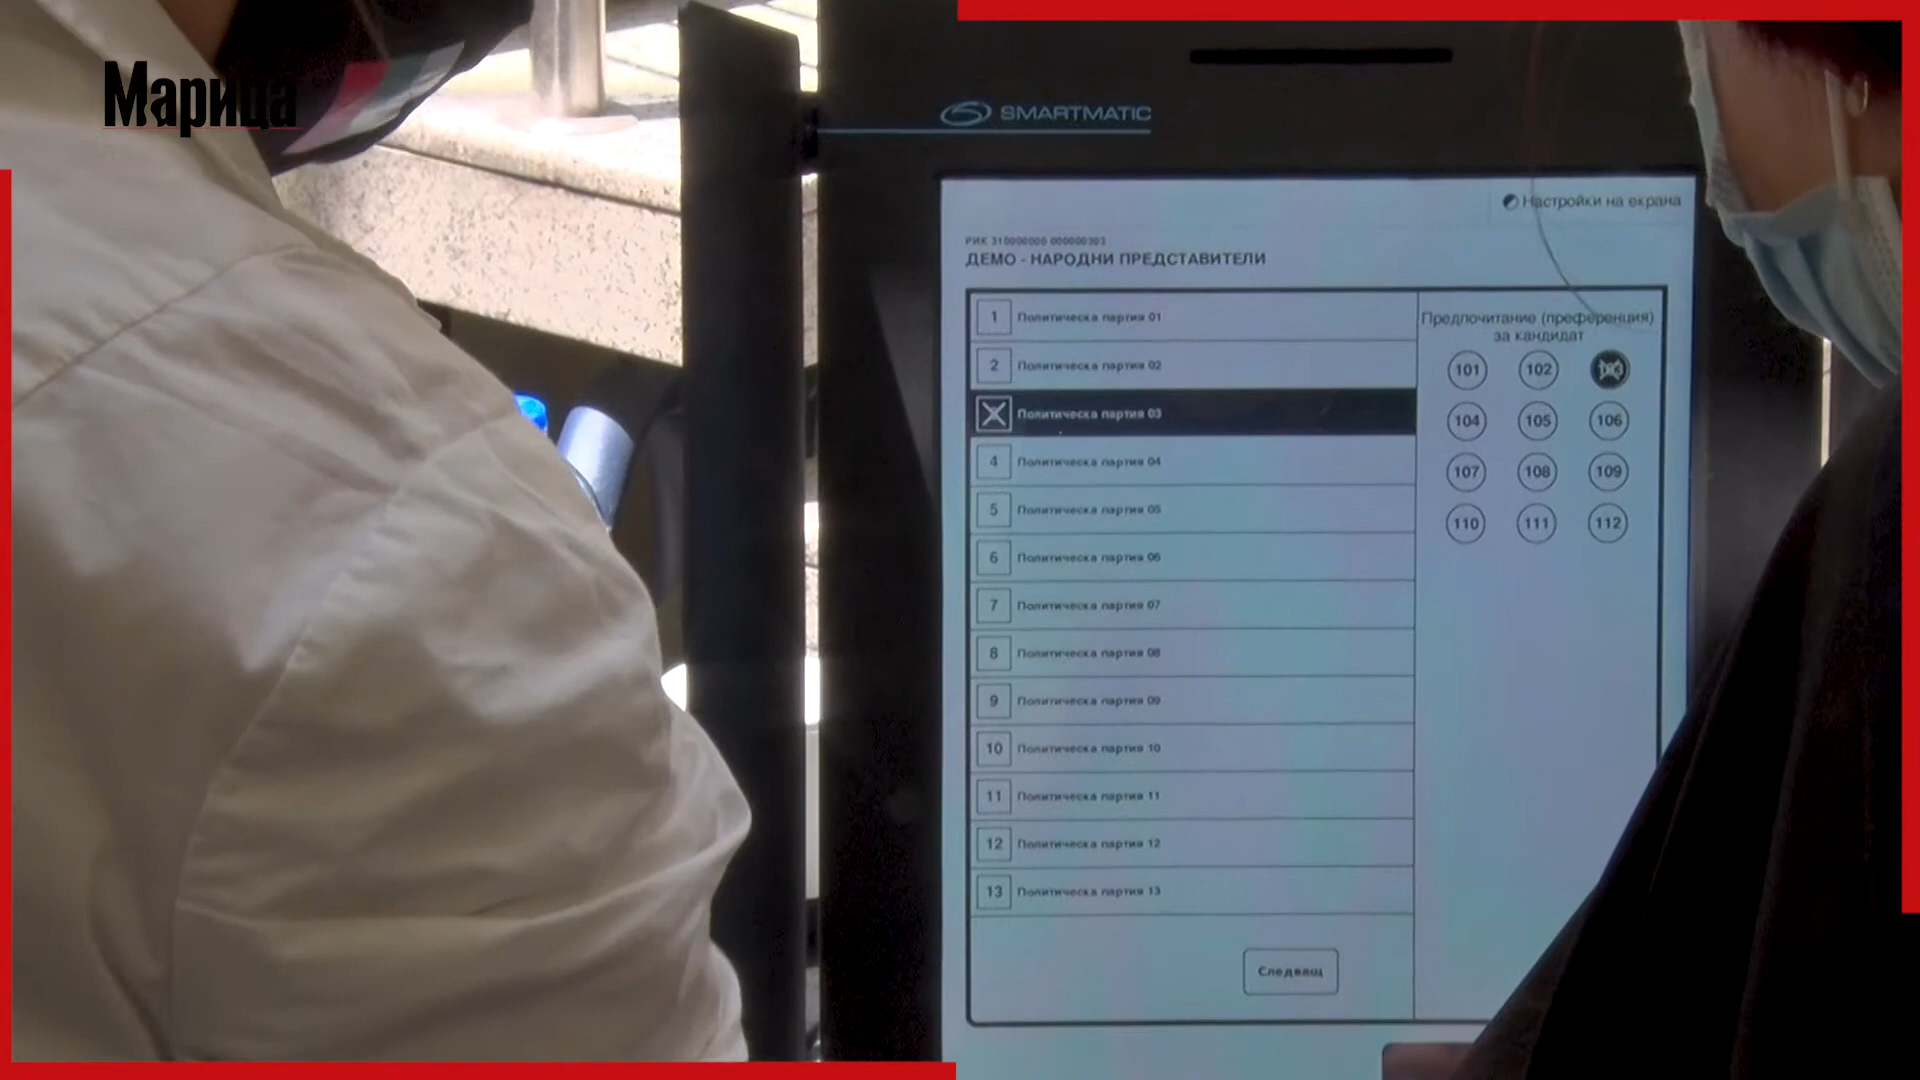 Марица
SMARTMATIC
Настройки на екрана
РИК 310000000 000000303
ДЕМО - НАРОДНИ ПРЕДСТАВИТЕЛИ
1 Политическа партия 01
2 Политическа партия 02
Политическа партия 03
4 Политическа партия 04
5 Политическа партия 05
6 Политическа партия 06
7 Политическа партия 07
8 Политическа партия 08
9 Политическа партия 09
10 Политическа партия 10
11 Политическа партия 11
12 Политическа партия 12
13 Политическа партия 13
Предпочитание (преференция)
за кандидат
101 102
104 105 106
107 108 109
110 111 112
Следващ